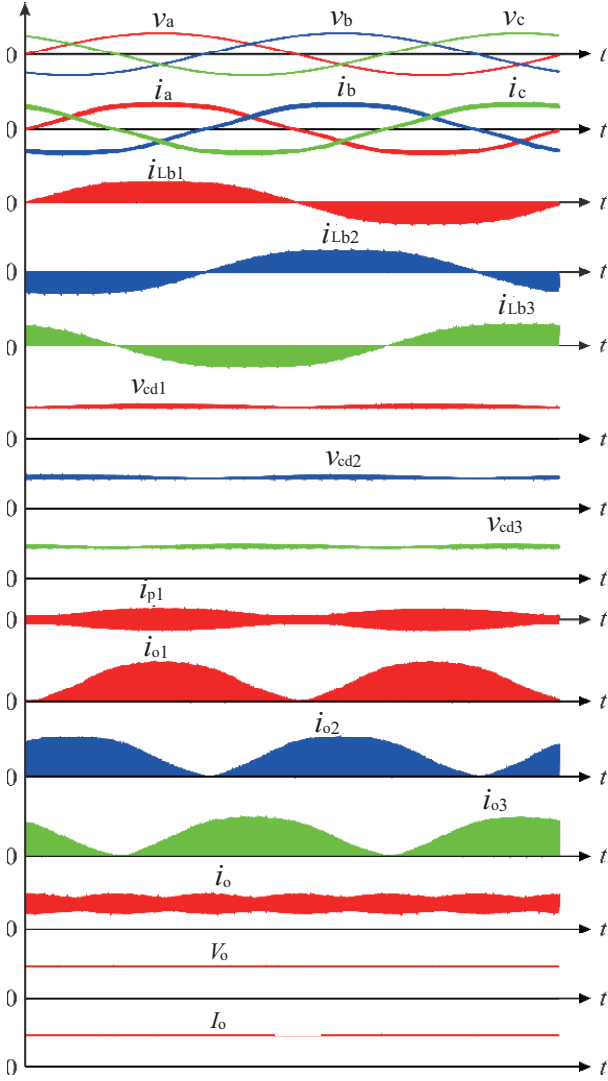 va vb vc
0 t
ia ib ic
0 t
iLb1
0 t
iLb2
0 t
iLb3
0 t
vcd1
0 t
vcd2
0 t
vcd3
0 t
ip1
0 t
io1
0 t
io2
0 t
io3
0 t
io
0 t
Vo
0 t
Io
0 t